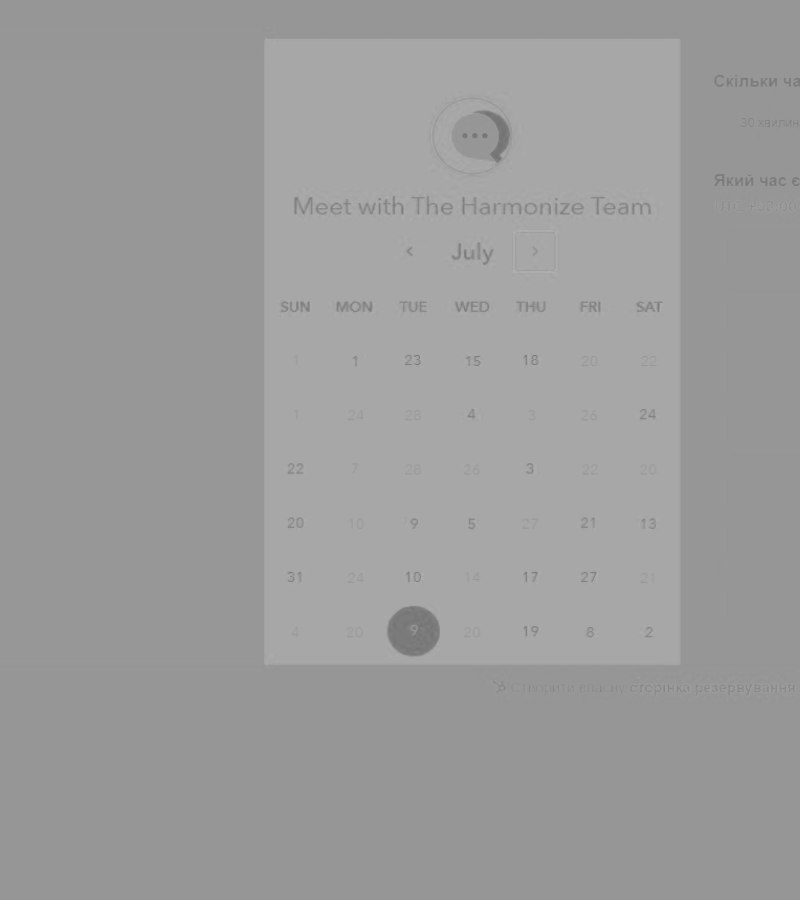 Скільки ча
30 хвилин
Meet with The Harmonize Team
Який час є
July
SUN MON TUE WED THU FRI SAT
1 1 23 15 18 20 22
1 24 28 4 3 26 24
22 7 28 26 3 22 20
20 10 9 5 27 21 13
31 24 10 14 17 27 21
4 20 9 20 19 8 2
Створити власну сторінка резервування